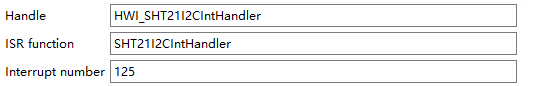 Handle HWI_SHT21I2CIntHandler
ISR function SHT21I2CIntHandler
Interrupt number 125